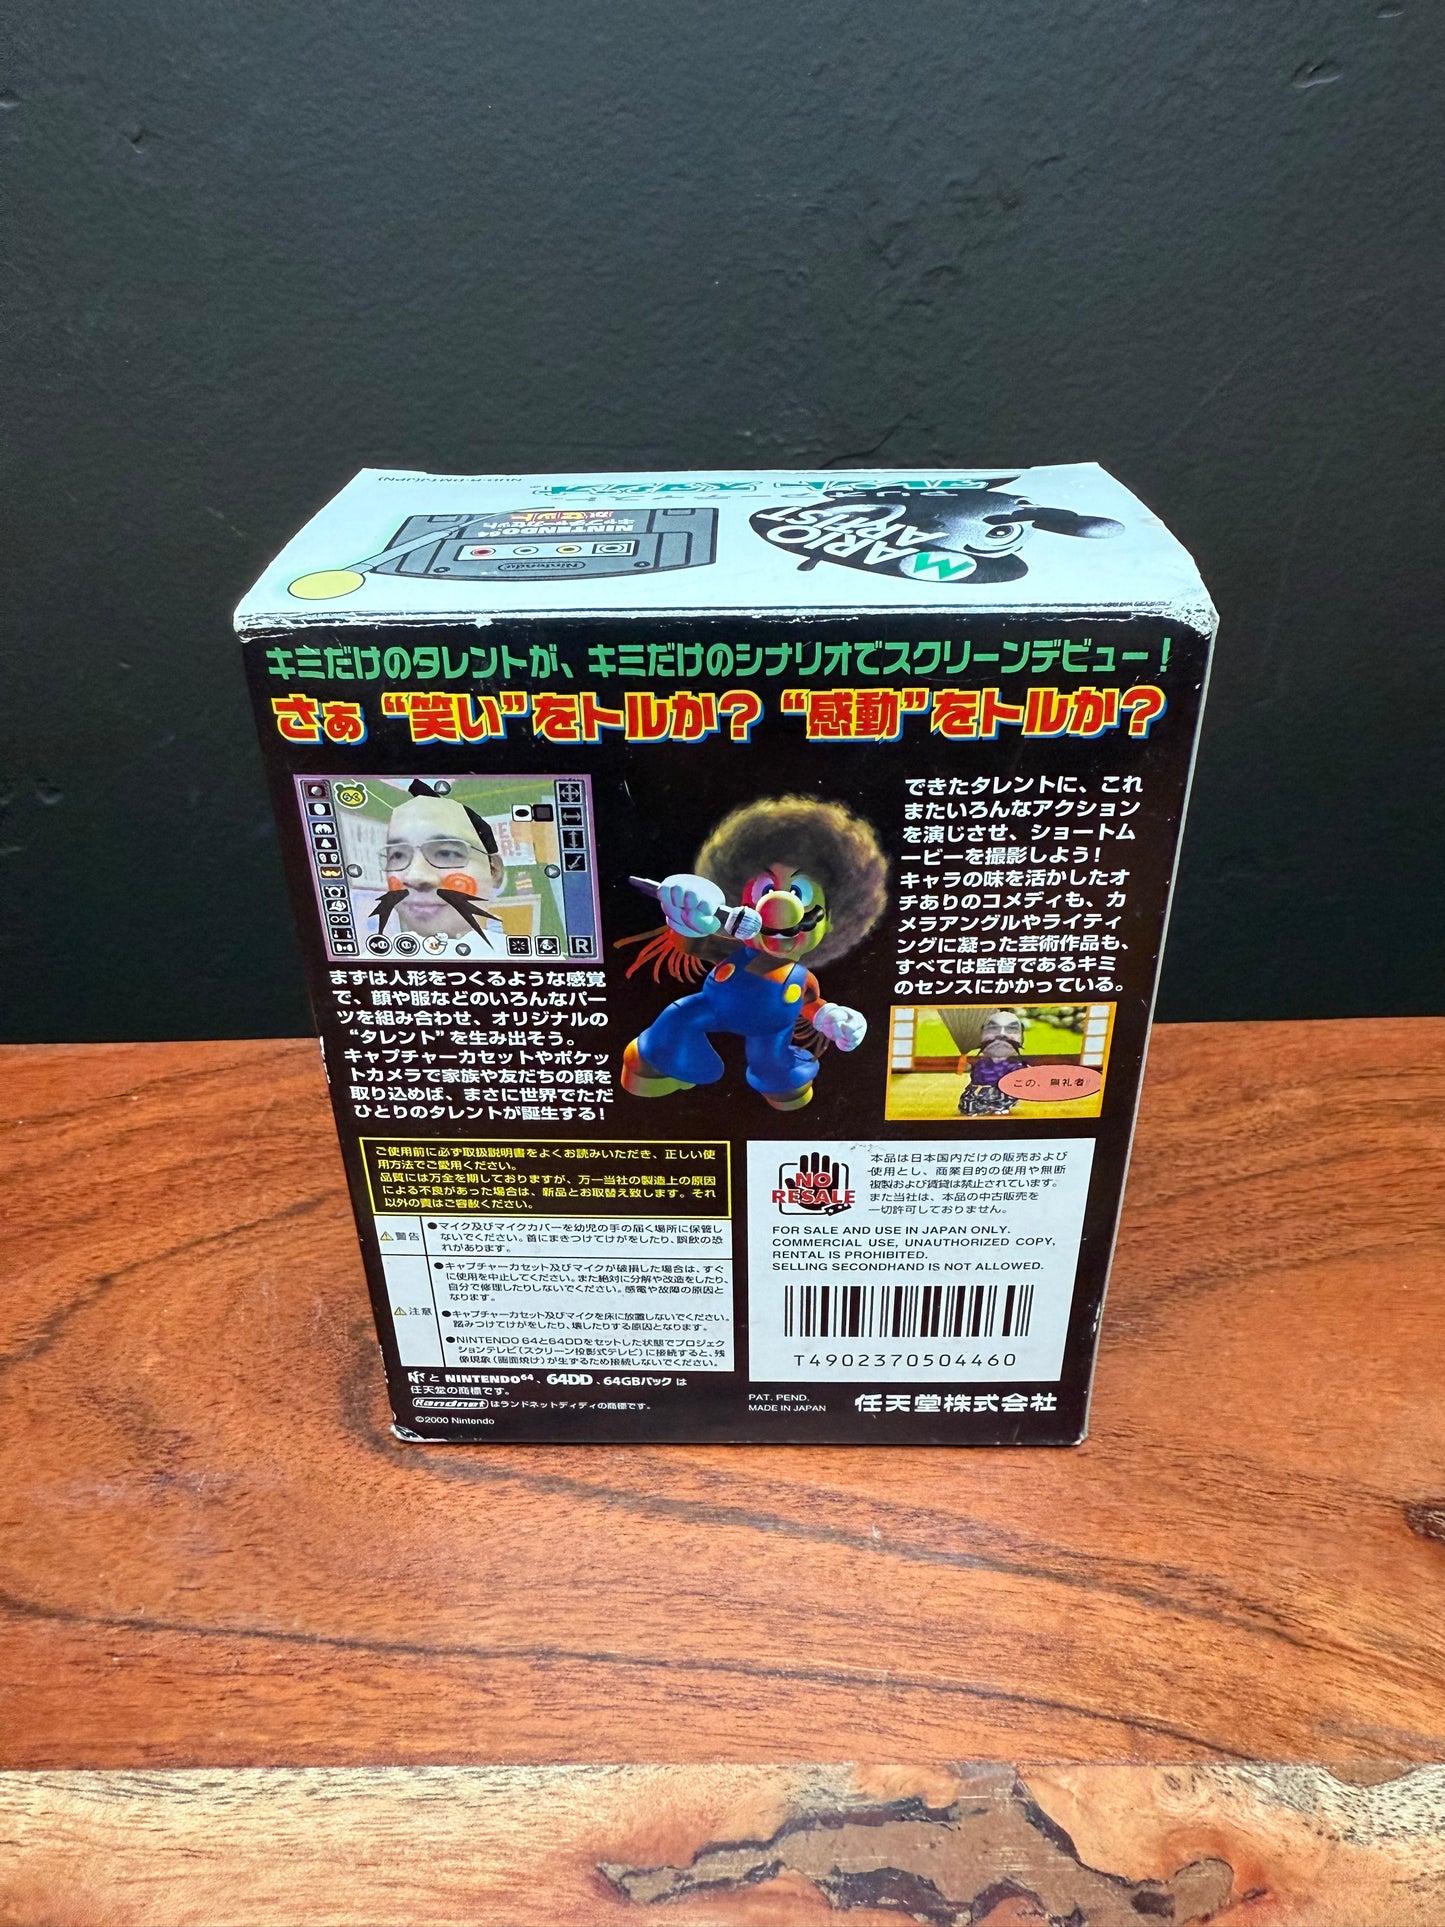 NUD-P-DMTJ(JPN)
マリオアーティスト
タレントスタジオ
MARIO
ARTIST
NINTENDO64
キャプチャーカセット
Nintendo
キミだけのタレントが、キミだけのシナリオでスクリーンデビュー!
さぁ“笑い”をトルか?“感動”をトルか?
できたタレントに、これ
またいろんなアクション
を演じさせ、ショートム
ービーを撮影しよう!
キャラの味を活かしたオ
チありのコメディも、カ
メラアングルやライティ
ングに凝った芸術作品も、
すべては監督であるキミ
のセンスにかかっている。
R
まずは人形をつくるような感覚
で、顔や服などのいろんなパー
ツを組み合わせ、オリジナルの
“タレント”を生み出そう。
キャプチャーカセットやポケッ
トカメラで家族や友だちの顔を
取り込めば、まさに世界でただ
ひとりのタレントが誕生する!
この、無礼者
ご使用前に必ず取扱説明書をよくお読みいただき、正しい使
用方法でご愛用ください。
品質には万全を期しておりますが、万一当社の製造上の原因
による不良があった場合は、新品とお取替え致します。それ
以外の責はご容赦ください。
警告
●マイク及びマイクカバーを幼児の手の届く場所に保管し
ないでください。首にまきつけてけがをしたり、誤飲の恐
れがあります。
注意
●キャプチャーカセット及びマイクが破損した場合は、すぐ
に使用を中止してください。また絶対に分解や改造をしたり、
自分で修理したりしないでください。感電や故障の原因と
なります。
●キャプチャーカセット及びマイクを床に放置しないでください。
踏みつけてけがをしたり、壊したりする原因となります。
●NINTENDO64と64DDをセットした状態でプロジェク
ションテレビ(スクリーン投影式テレビ)に接続すると、残
像現象(画面焼け)が生ずるため接続しないでください。
NO
RESALE
本品は日本国内だけの販売および
使用とし、商業目的の使用や無断
複製および賃貸は禁止されています。
また当社は、本品の中古販売を
一切許可しておりません。
FOR SALE AND USE IN JAPAN ONLY.
COMMERCIAL USE, UNAUTHORIZED COPY,
RENTAL IS PROHIBITED.
SELLING SECONDHAND IS NOT ALLOWED.
T4902370504460
と NINTENDO64、64DD、64GBパック は
任天堂の商標です。
Randnetはランドネットディディの商標です。
©2000 Nintendo
PAT. PEND.
MADE IN JAPAN
任天堂株式会社